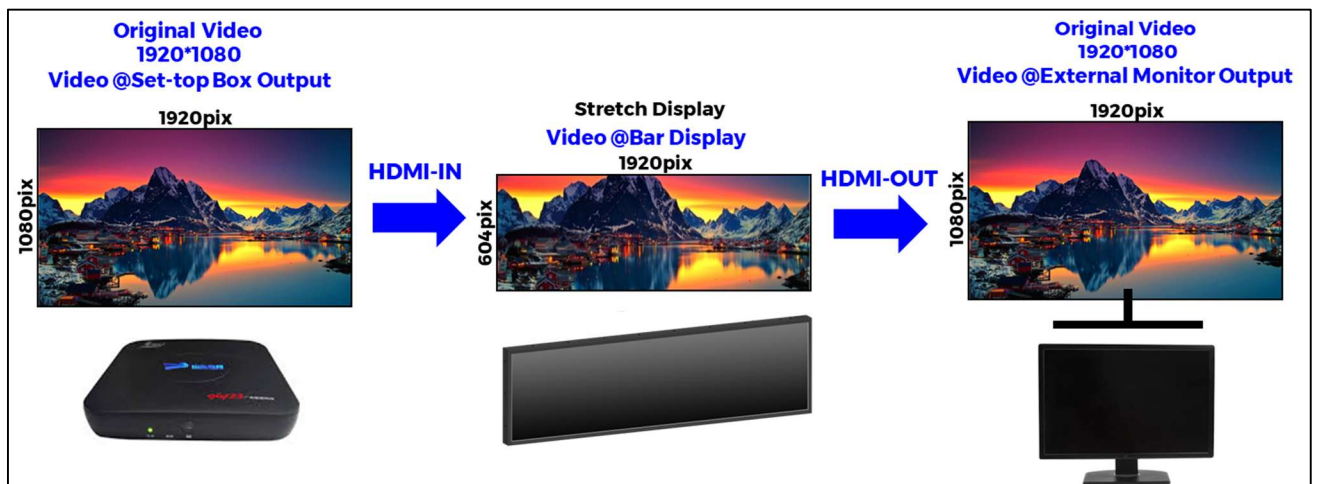 Original Video
1920*1080
Video @Set-top Box Output
1920pix
1080pix
HDMI-IN
Stretch Display
Video @Bar Display
1920pix
604pix
HDMI-OUT
Original Video
1920*1080
Video @External Monitor Output
1920pix
1080pix